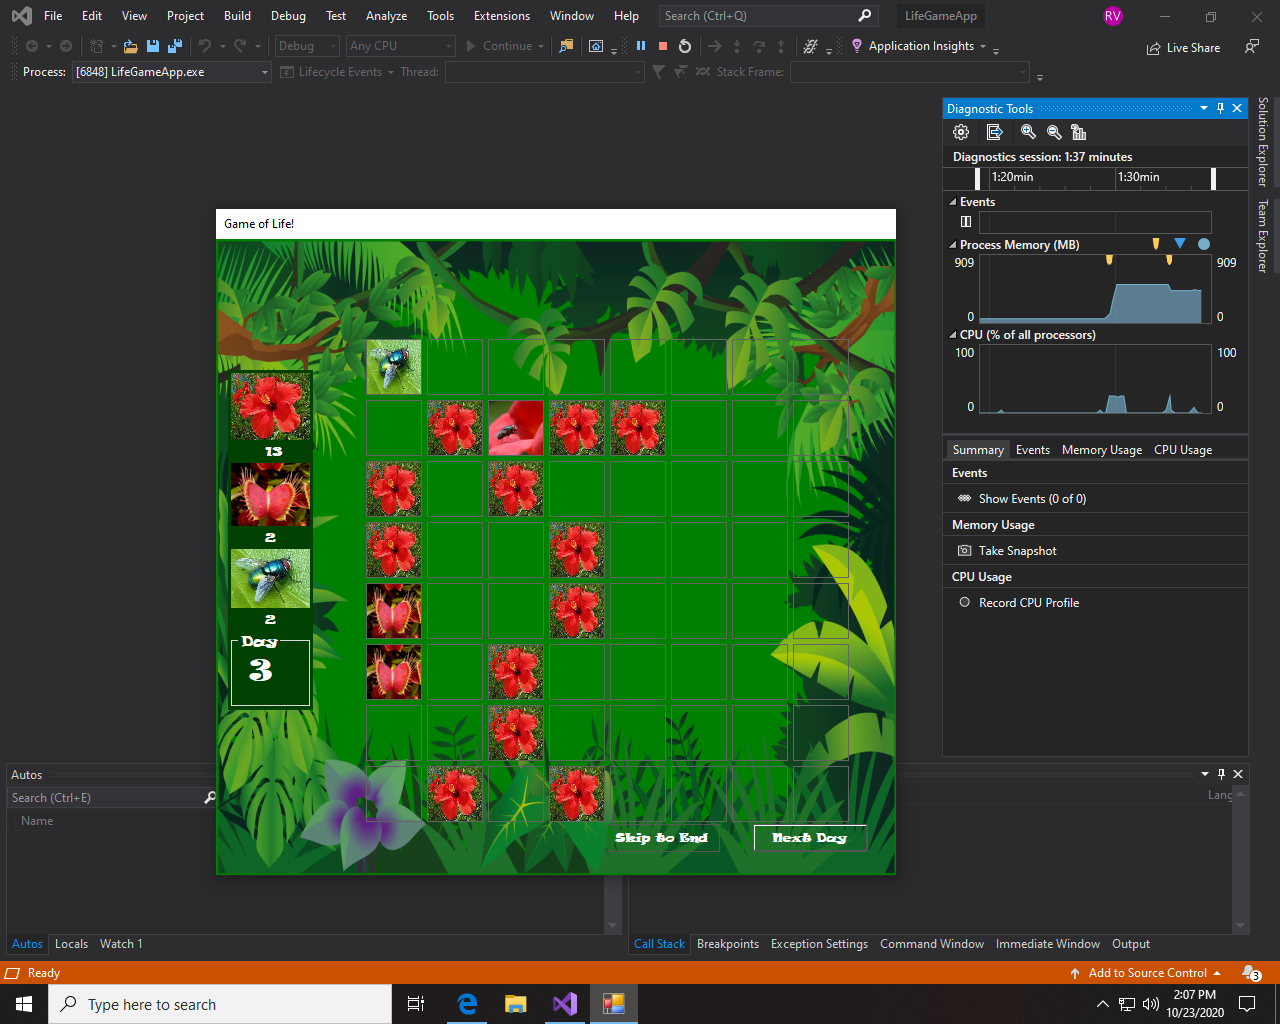 File Edit View Project Build Debug Test Analyze Tools Extensions Window Help Search (Ctrl+Q) LifeGameApp RV
Debug Any CPU Continue Application Insights Live Share
Process: [6848] LifeGameApp.exe Lifecycle Events Thread: Stack Frame:
Diagnostic Tools
Diagnostics session: 1:37 minutes
1:20min 1:30min
Events
Process Memory (MB)
909 909
0 0
CPU (% of all processors)
100 100
0 0
Summary Events Memory Usage CPU Usage
Events
Show Events (0 of 0)
Memory Usage
Take Snapshot
CPU Usage
Record CPU Profile
Solution Explorer
Team Explorer
Game of Life!
13
2
2
Day
3
Skip to End Next Day
Autos
Search (Ctrl+E)
Name
Lang
Autos Locals Watch 1
Call Stack Breakpoints Exception Settings Command Window Immediate Window Output
Ready Add to Source Control 3
Type here to search
2:07 PM
10/23/2020